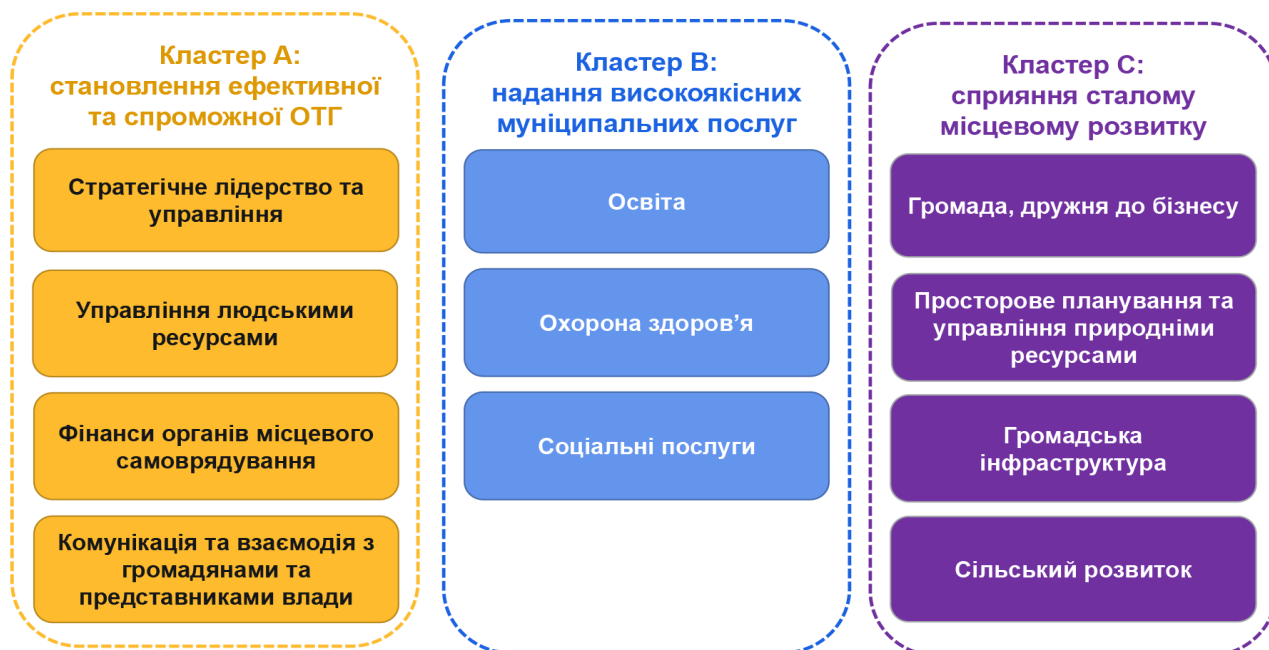 Кластер А:
становлення ефективної
та спроможної ОТГ
Стратегічне лідерство та
управління
Управління людськими
ресурсами
Фінанси органів місцевого
самоврядування
Комунікація та взаємодія з
громадянами та
представниками влади
Кластер В:
надання високоякісних
муніципальних послуг
Освіта
Охорона здоров’я
Соціальні послуги
Кластер С:
сприяння сталому
місцевому розвитку
Громада, дружня до бізнесу
Просторове планування та
управління природніми
ресурсами
Громадська
інфраструктура
Сільський розвиток